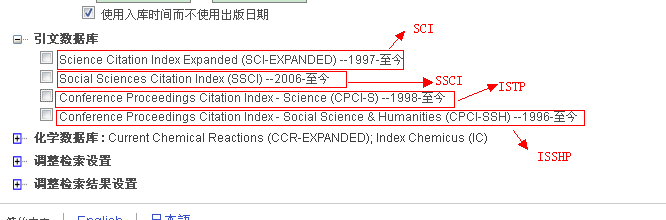 使用入库时间而不使用出版日期
SCI
引文数据库
Science Citation Index Expanded (SCI-EXPANDED) --1997-至今
Social Sciences Citation Index (SSCI) --2006-至今
SSCI
ISTP
Conference Proceedings Citation Index - Science (CPCI-S) --1998-至今
Conference Proceedings Citation Index - Social Science & Humanities (CPCI-SSH) --1996-至今
化学数据库 : Current Chemical Reactions (CCR-EXPANDED); Index Chemicus (IC)
ISSHP
调整检索设置
调整检索结果设置
English 日本語